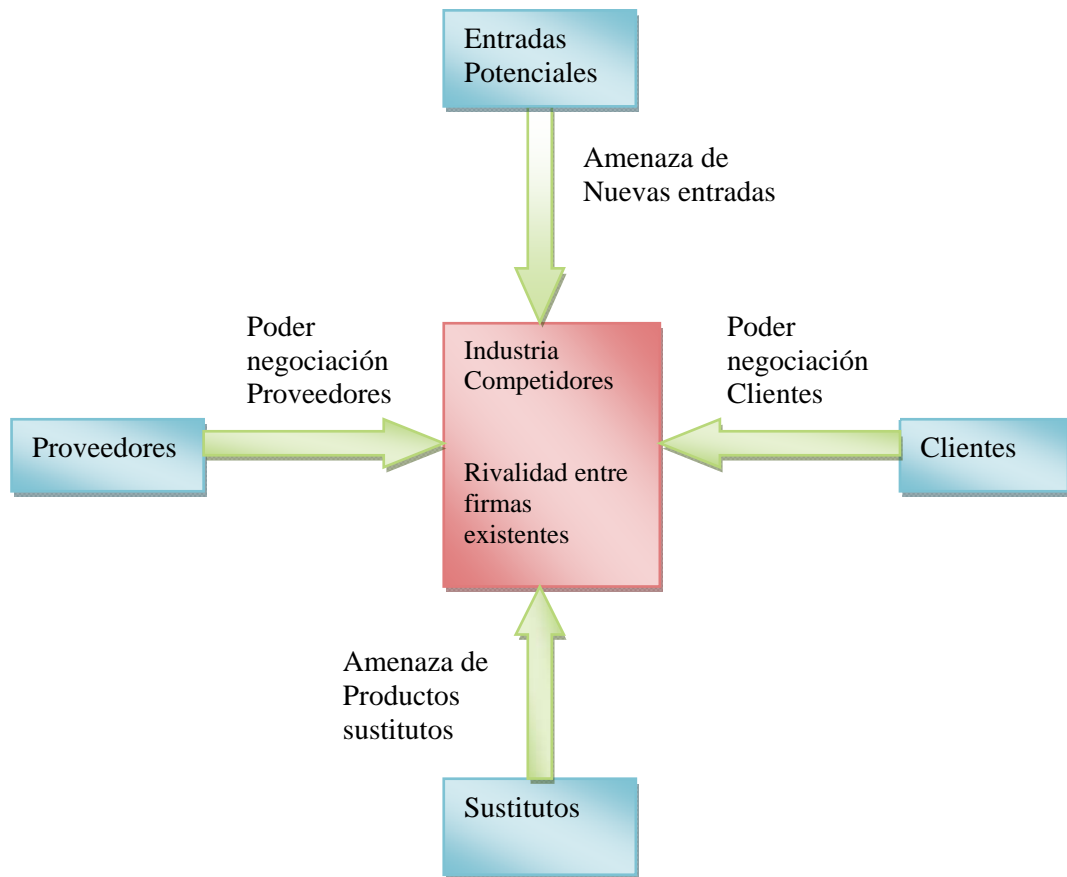 Entradas
Potenciales
Amenaza de
Nuevas entradas
Poder
negociación
Proveedores
Poder
negociación
Clientes
Industria
Competidores
Proveedores
Clientes
Rivalidad entre
firmas
existentes
Amenaza de
Productos
sustitutos
Sustitutos